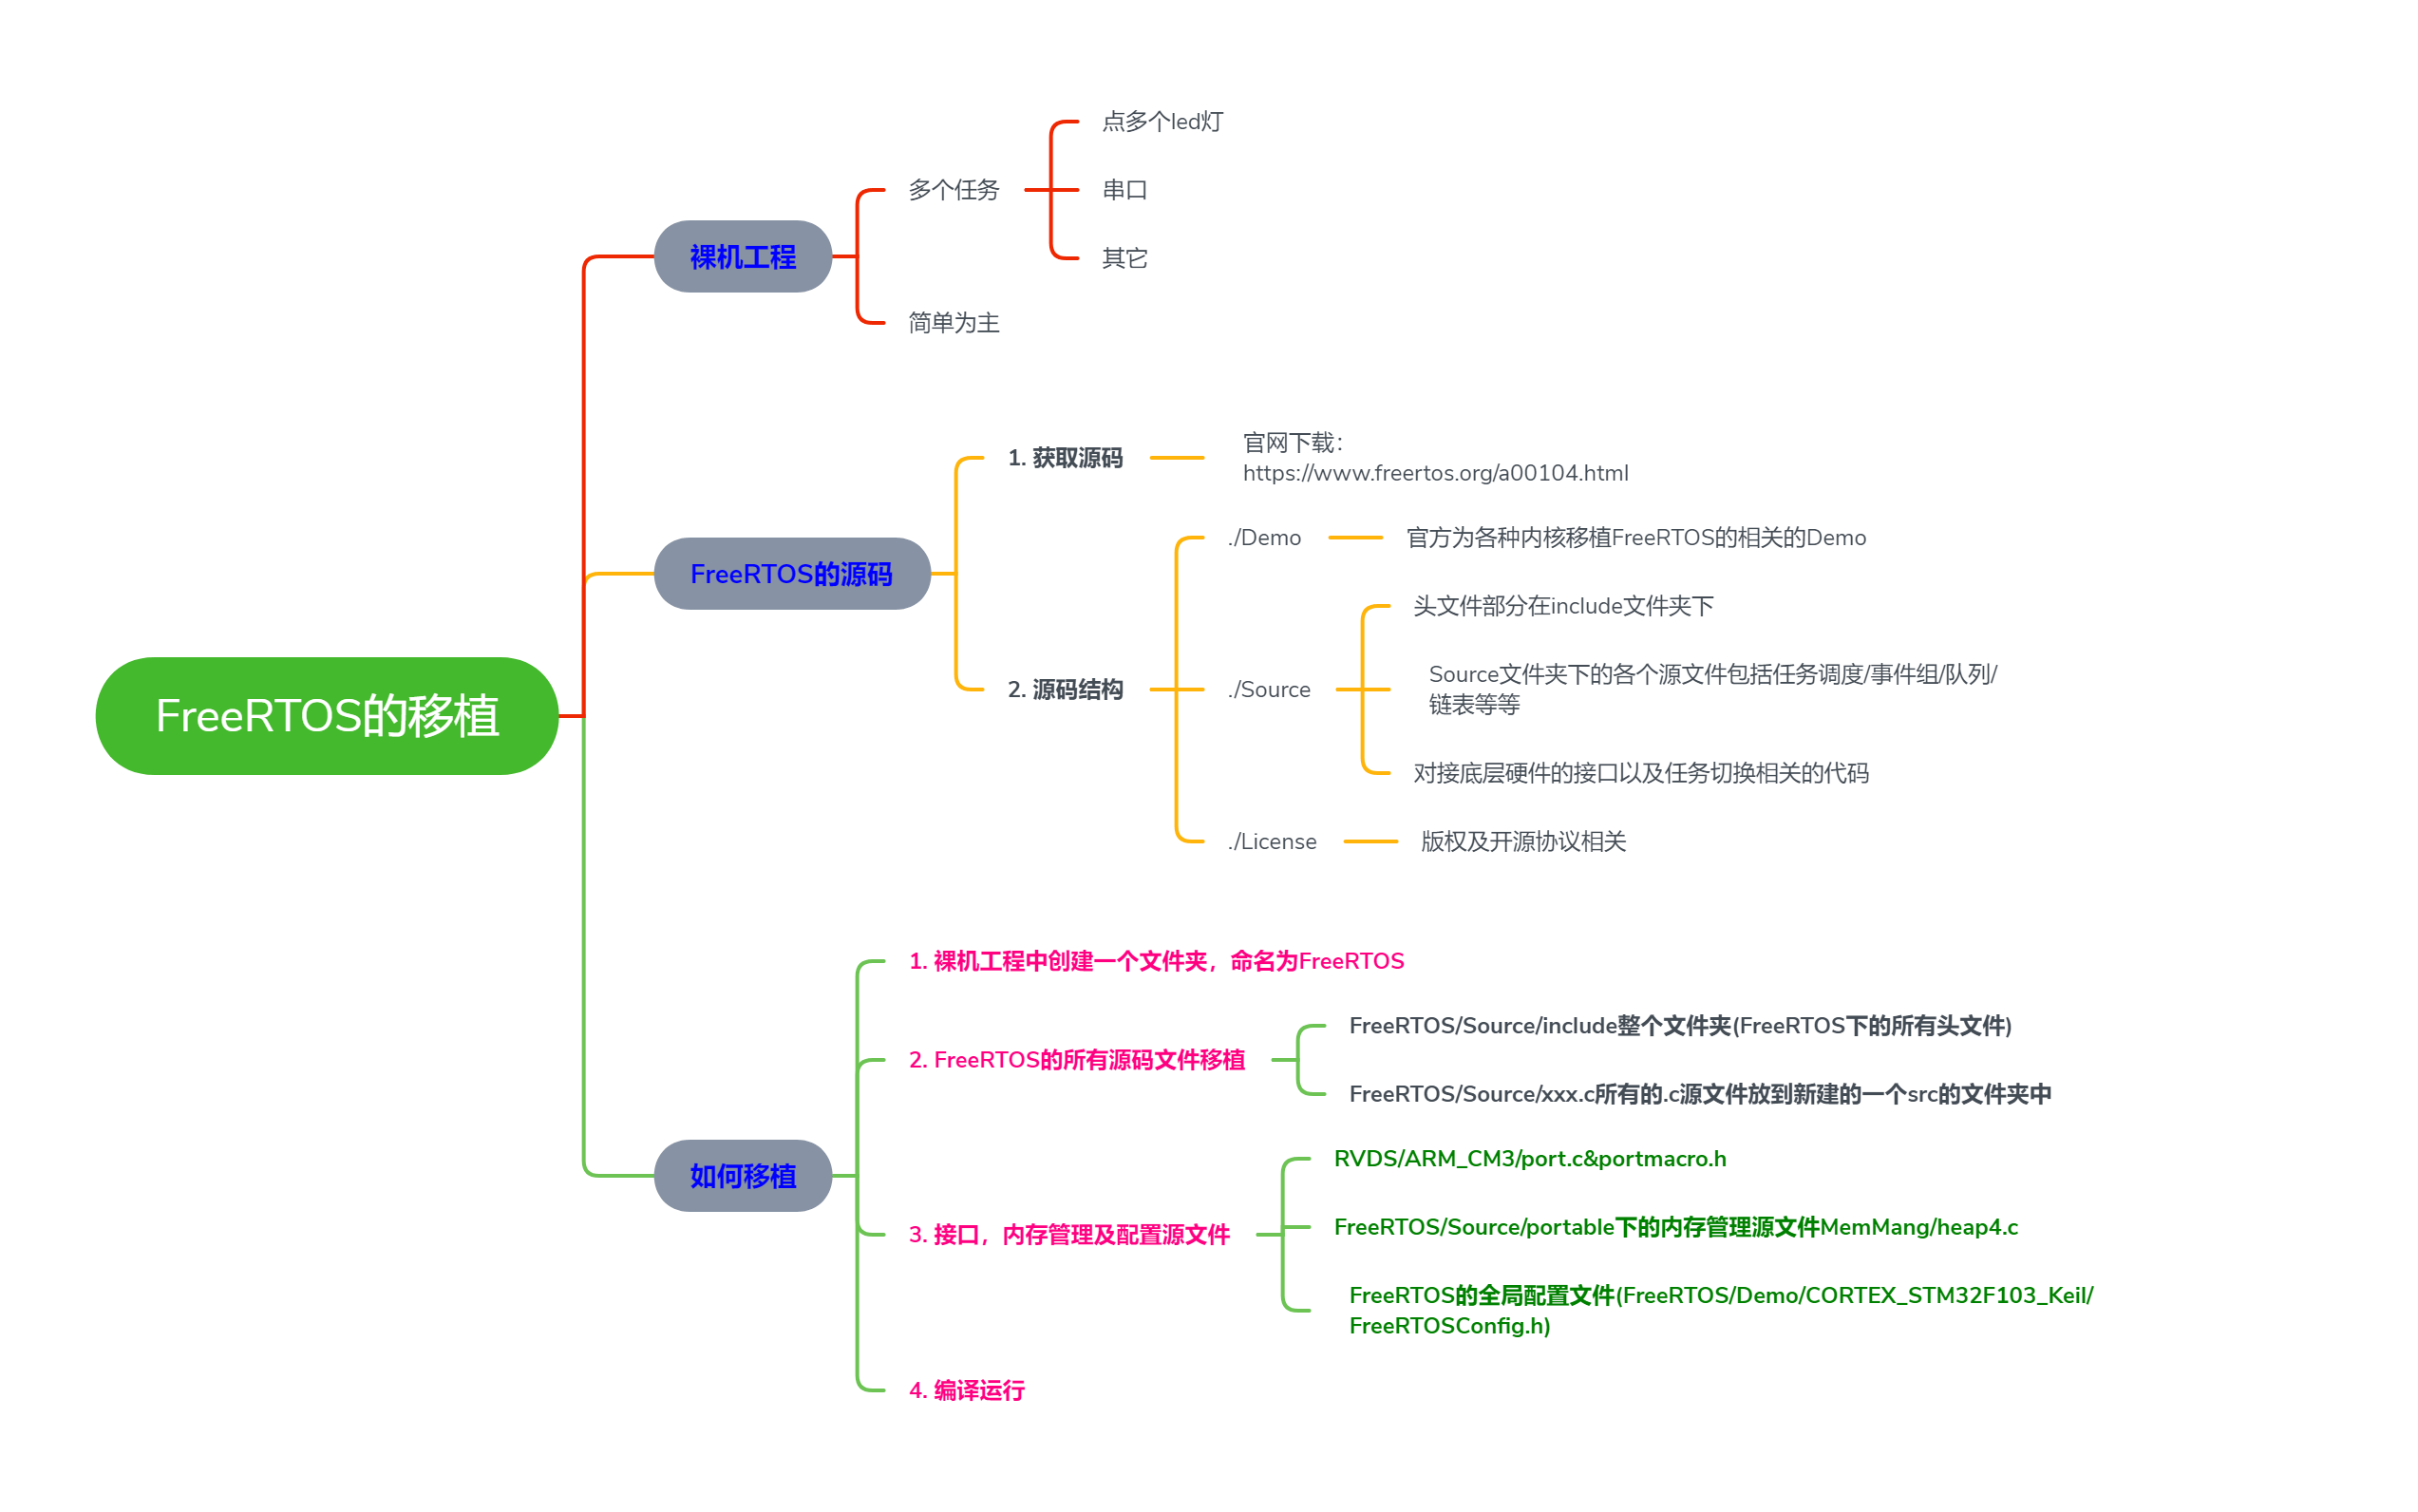 FreeRTOS的移植
裸机工程
多个任务
点多个led灯
串口
其它
简单为主
FreeRTOS的源码
1. 获取源码
官网下载：
https://www.freertos.org/a00104.html
2. 源码结构
./Demo
官方为各种内核移植FreeRTOS的相关的Demo
./Source
头文件部分在include文件夹下
Source文件夹下的各个源文件包括任务调度/事件组/队列/
链表等等
对接底层硬件的接口以及任务切换相关的代码
./License
版权及开源协议相关
如何移植
1. 裸机工程中创建一个文件夹，命名为FreeRTOS
2. FreeRTOS的所有源码文件移植
FreeRTOS/Source/include整个文件夹(FreeRTOS下的所有头文件)
FreeRTOS/Source/xxx.c所有的.c源文件放到新建的一个src的文件夹中
3. 接口，内存管理及配置源文件
RVDS/ARM_CM3/port.c&portmacro.h
FreeRTOS/Source/portable下的内存管理源文件MemMang/heap4.c
FreeRTOS的全局配置文件(FreeRTOS/Demo/CORTEX_STM32F103_Keil/
FreeRTOSConfig.h)
4. 编译运行